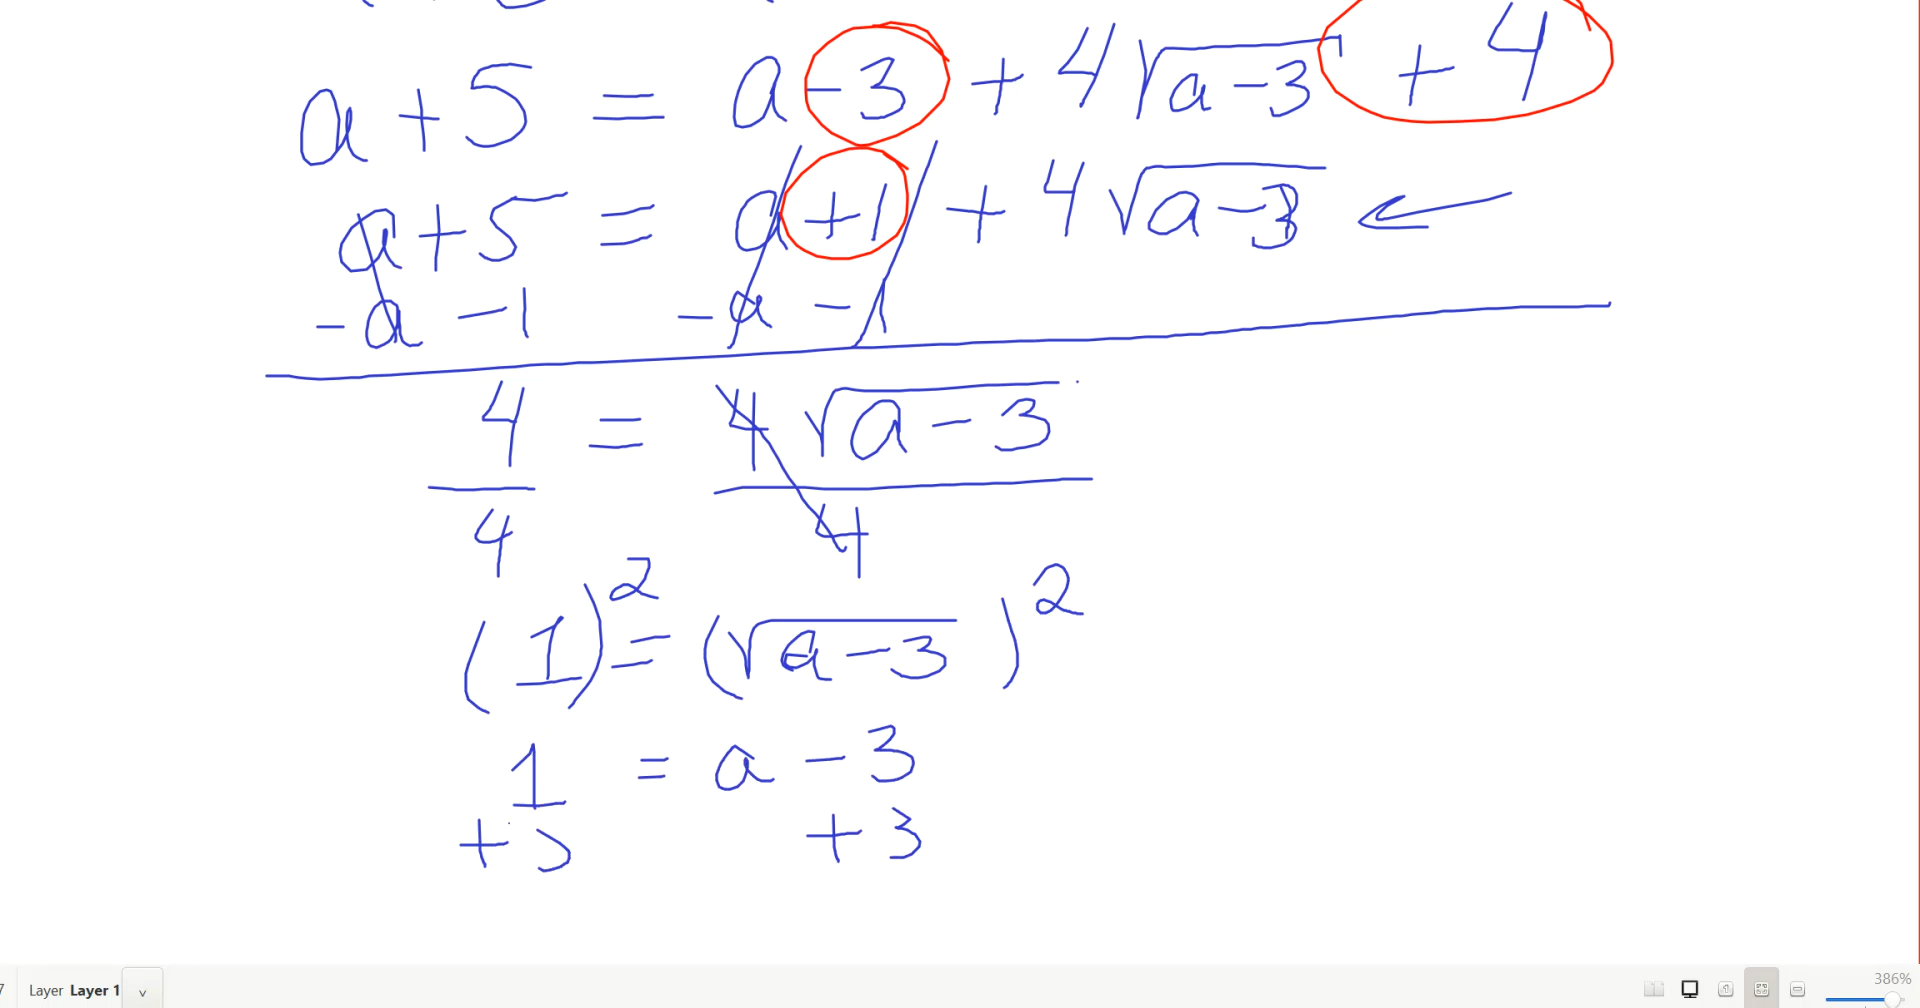 a + 5 = a - 3 + 4√(a - 3) + 4
a + 5 = a + 1 + 4√(a - 3) ←
- a - 1 - a - 1
4 = 4√(a - 3)
4 4
(1)² = (√(a - 3))²
1 = a - 3
+ 3 + 3
7 Layer Layer 1 386%